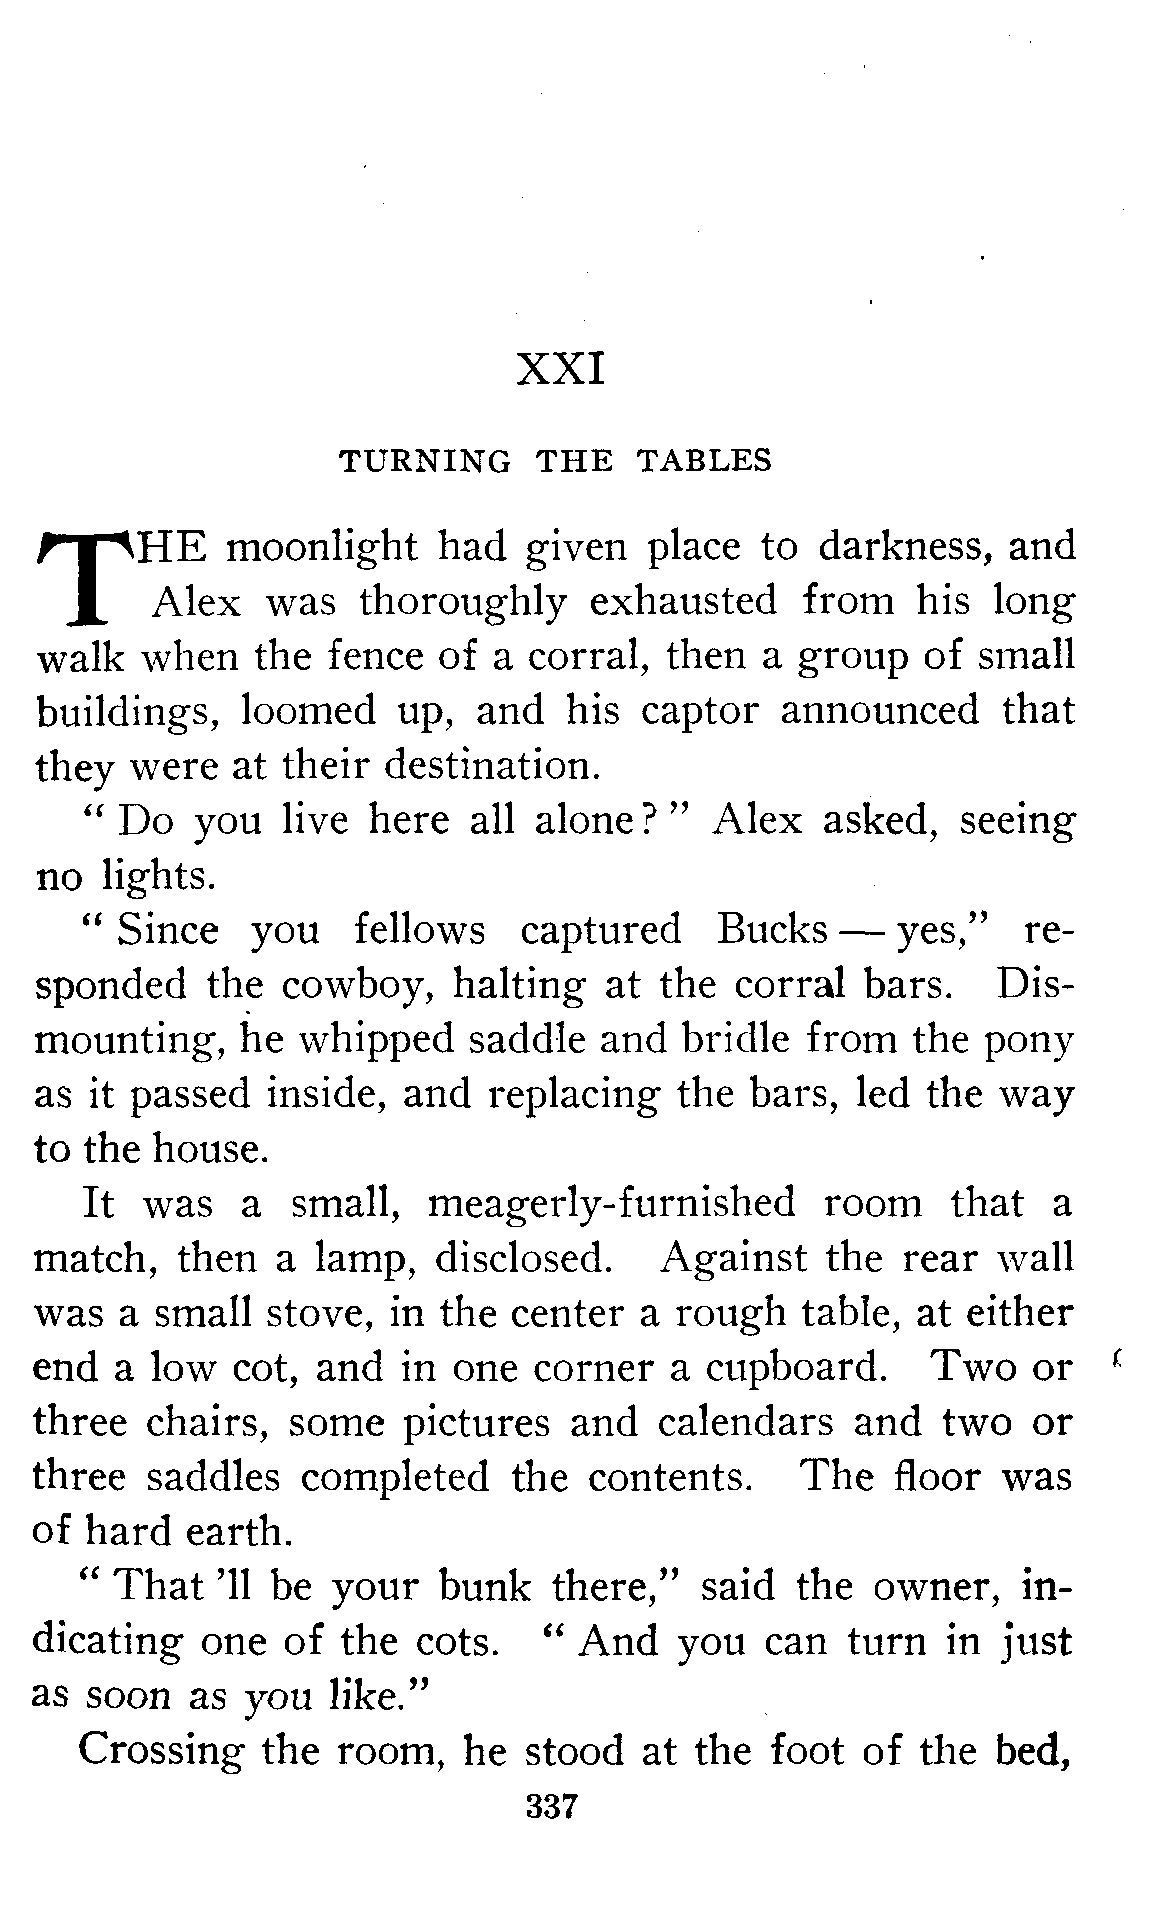 XXI
TURNING THE TABLES
THE moonlight had given place to darkness, and
Alex was thoroughly exhausted from his long
walk when the fence of a corral, then a group of small
buildings, loomed up, and his captor announced that
they were at their destination.
“ Do you live here all alone? ” Alex asked, seeing
no lights.
“ Since you fellows captured Bucks — yes,” re-
sponded the cowboy, halting at the corral bars. Dis-
mounting, he whipped saddle and bridle from the pony
as it passed inside, and replacing the bars, led the way
to the house.
It was a small, meagerly-furnished room that a
match, then a lamp, disclosed. Against the rear wall
was a small stove, in the center a rough table, at either
end a low cot, and in one corner a cupboard. Two or
three chairs, some pictures and calendars and two or
three saddles completed the contents. The floor was
of hard earth.
“ That 'll be your bunk there,” said the owner, in-
dicating one of the cots. “ And you can turn in just
as soon as you like.”
Crossing the room, he stood at the foot of the bed,
337